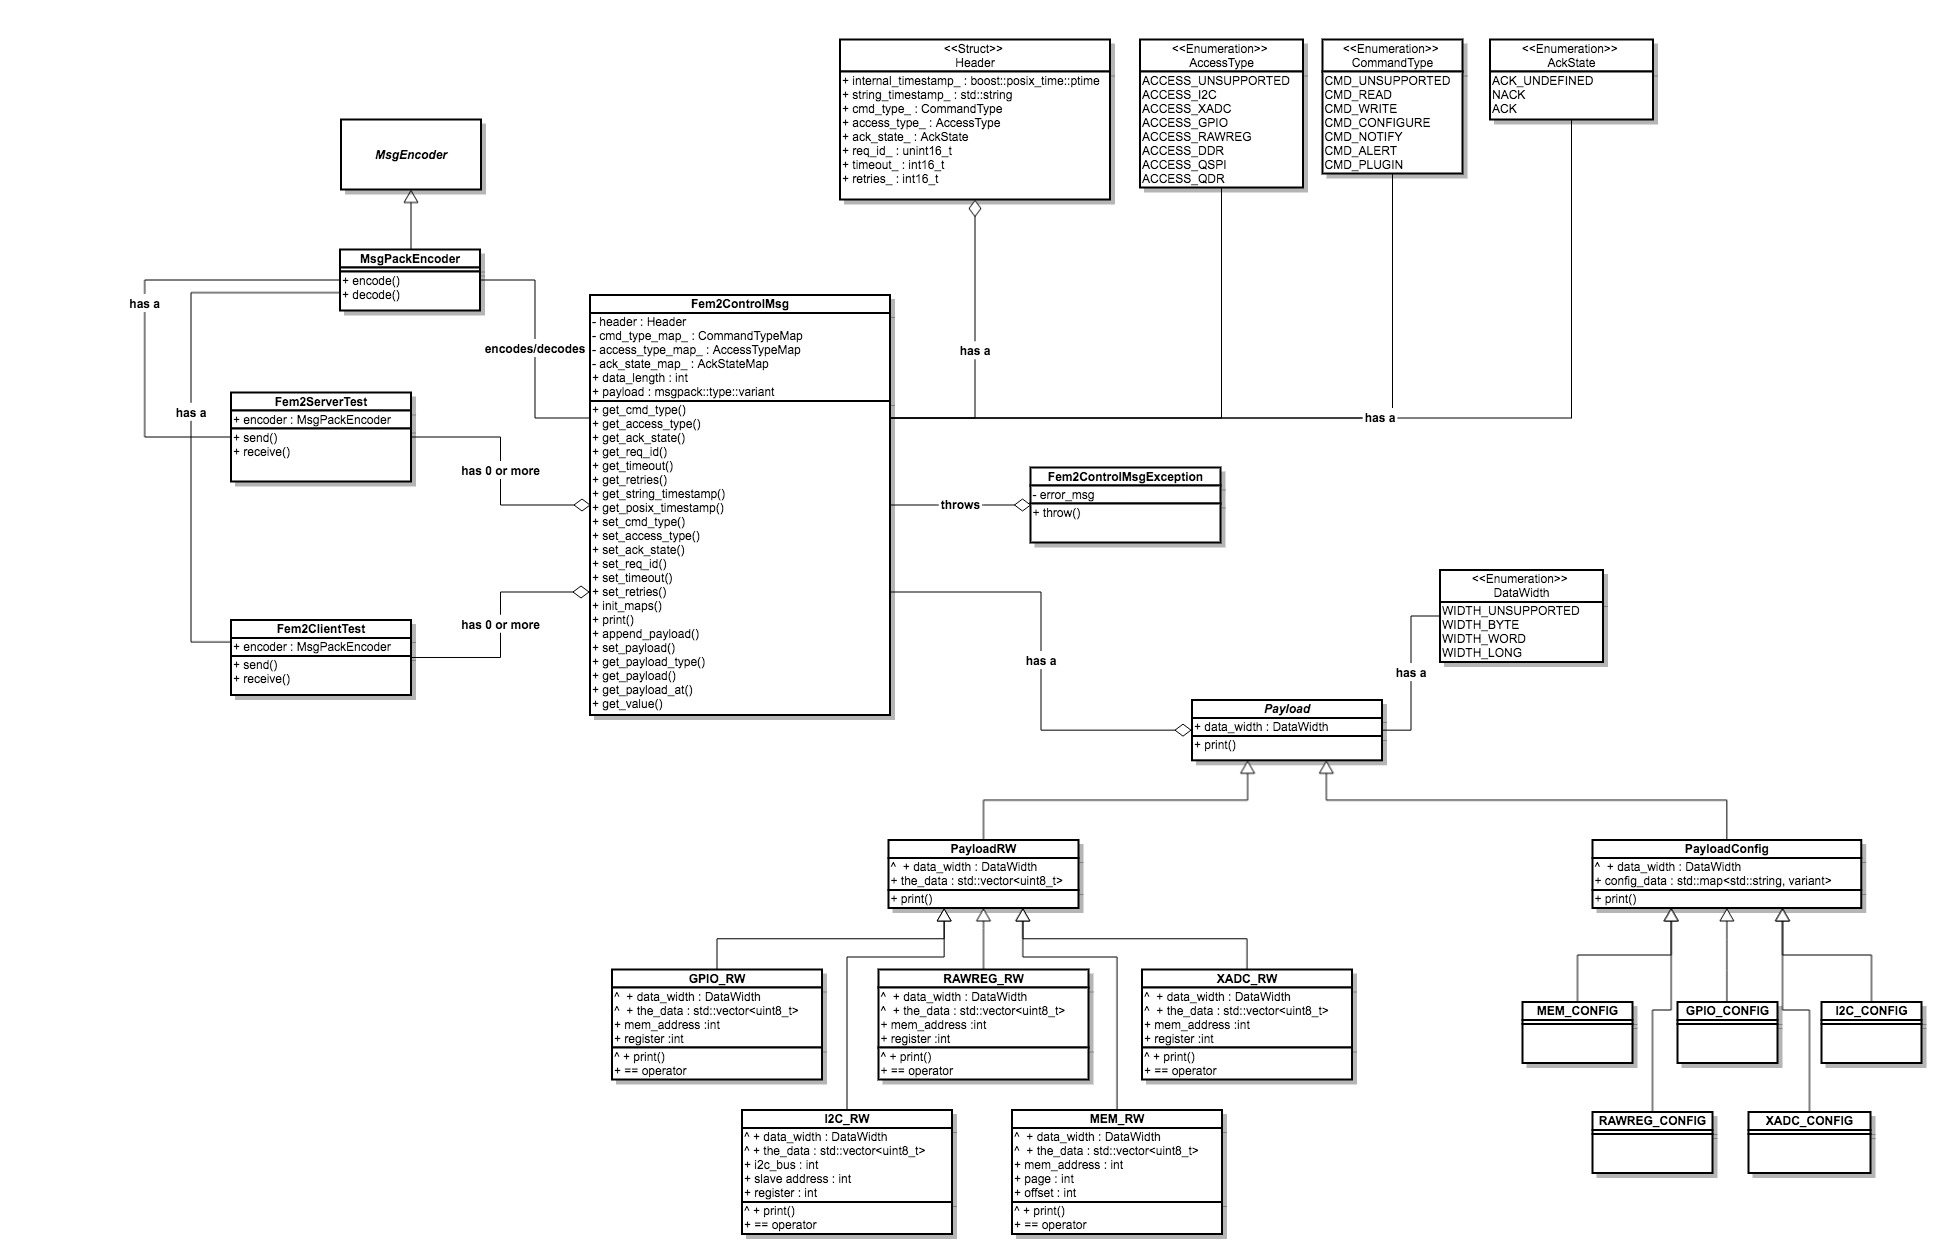 <<Struct>>
Header
+ internal_timestamp_ : boost::posix_time::ptime
+ string_timestamp_ : std::string
+ cmd_type_ : CommandType
+ access_type_ : AccessType
+ ack_state_ : AckState
+ req_id_ : unint16_t
+ timeout_ : int16_t
+ retries_ : int16_t
<<Enumeration>>
AccessType
ACCESS_UNSUPPORTED
ACCESS_I2C
ACCESS_XADC
ACCESS_GPIO
ACCESS_RAWREG
ACCESS_DDR
ACCESS_QSPI
ACCESS_QDR
<<Enumeration>>
CommandType
CMD_UNSUPPORTED
CMD_READ
CMD_WRITE
CMD_CONFIGURE
CMD_NOTIFY
CMD_ALERT
CMD_PLUGIN
<<Enumeration>>
AckState
ACK_UNDEFINED
NACK
ACK
MsgEncoder
MsgPackEncoder
+ encode()
+ decode()
has a
has a
encodes/decodes
Fem2ServerTest
+ encoder : MsgPackEncoder
+ send()
+ receive()
has 0 or more
Fem2ClientTest
+ encoder : MsgPackEncoder
+ send()
+ receive()
has 0 or more
Fem2ControlMsg
- header : Header
- cmd_type_map_ : CommandTypeMap
- access_type_map_ : AccessTypeMap
- ack_state_map_ : AckStateMap
+ data_length : int
+ payload : msgpack::type::variant
+ get_cmd_type()
+ get_access_type()
+ get_ack_state()
+ get_req_id()
+ get_timeout()
+ get_retries()
+ get_string_timestamp()
+ get_posix_timestamp()
+ set_cmd_type()
+ set_access_type()
+ set_ack_state()
+ set_req_id()
+ set_timeout()
+ set_retries()
+ init_maps()
+ print()
+ append_payload()
+ set_payload()
+ get_payload_type()
+ get_payload()
+ get_payload_at()
+ get_value()
has a
has a
throws
Fem2ControlMsgException
- error_msg
+ throw()
has a
<<Enumeration>>
DataWidth
WIDTH_UNSUPPORTED
WIDTH_BYTE
WIDTH_WORD
WIDTH_LONG
has a
Payload
+ data_width : DataWidth
+ print()
PayloadRW
^ + data_width : DataWidth
+ the_data : std::vector<uint8_t>
+ print()
PayloadConfig
^ + data_width : DataWidth
+ config_data : std::map<std::string, variant>
+ print()
GPIO_RW
^ + data_width : DataWidth
^ + the_data : std::vector<uint8_t>
+ mem_address :int
+ register :int
^ + print()
+ == operator
RAWREG_RW
^ + data_width : DataWidth
^ + the_data : std::vector<uint8_t>
+ mem_address :int
+ register :int
^ + print()
+ == operator
XADC_RW
^ + data_width : DataWidth
^ + the_data : std::vector<uint8_t>
+ mem_address :int
+ register :int
^ + print()
+ == operator
I2C_RW
^ + data_width : DataWidth
^ + the_data : std::vector<uint8_t>
+ i2c_bus : int
+ slave address : int
+ register : int
^ + print()
+ == operator
MEM_RW
^ + data_width : DataWidth
^ + the_data : std::vector<uint8_t>
+ mem_address : int
+ page : int
+ offset : int
^ + print()
+ == operator
MEM_CONFIG
GPIO_CONFIG
I2C_CONFIG
RAWREG_CONFIG
XADC_CONFIG